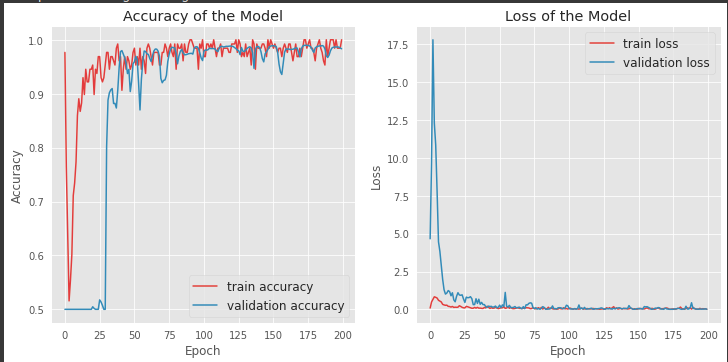 Accuracy of the Model
1.0
0.9
0.8
0.7
0.6
0.5
Accuracy
train accuracy
validation accuracy
0 25 50 75 100 125 150 175 200
Epoch
Loss of the Model
17.5
15.0
12.5
10.0
7.5
5.0
2.5
0.0
Loss
train loss
validation loss
0 25 50 75 100 125 150 175 200
Epoch